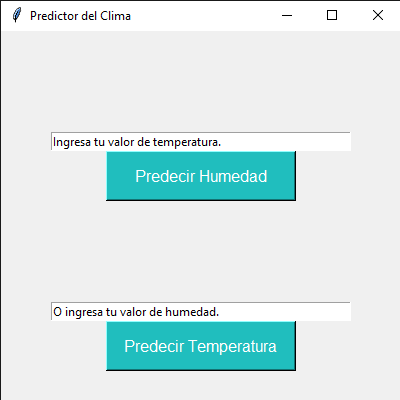 Predictor del Clima
Ingresa tu valor de temperatura.
Predecir Humedad
O ingresa tu valor de humedad.
Predecir Temperatura